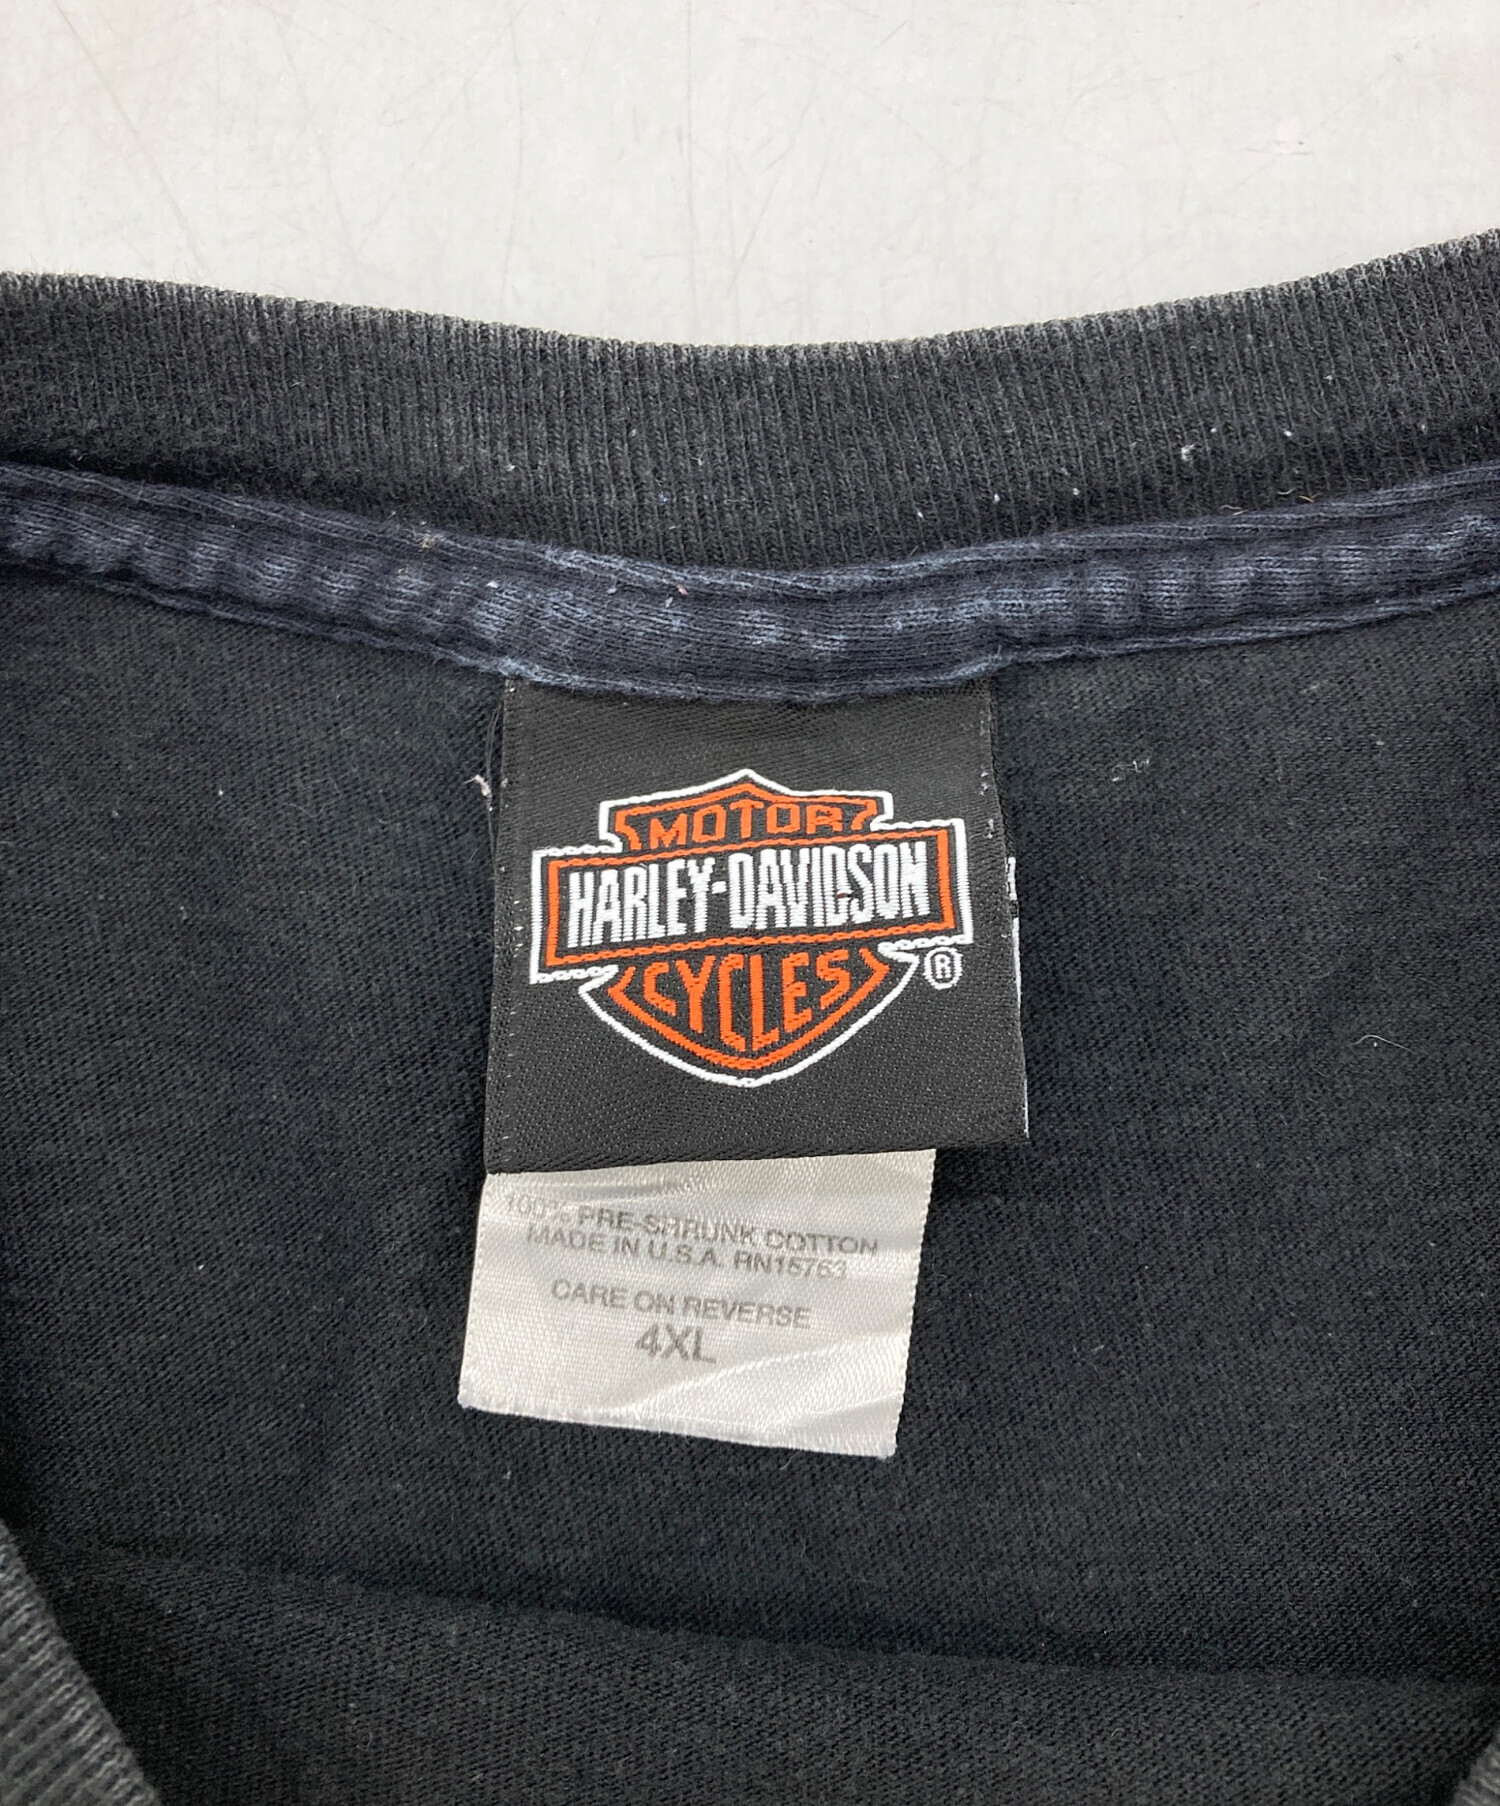 MOTOR
HARLEY-DAVIDSON
CYCLES
®
100% PRE-SHRUNK COTTON
MADE IN U.S.A. RN15763
CARE ON REVERSE
4XL